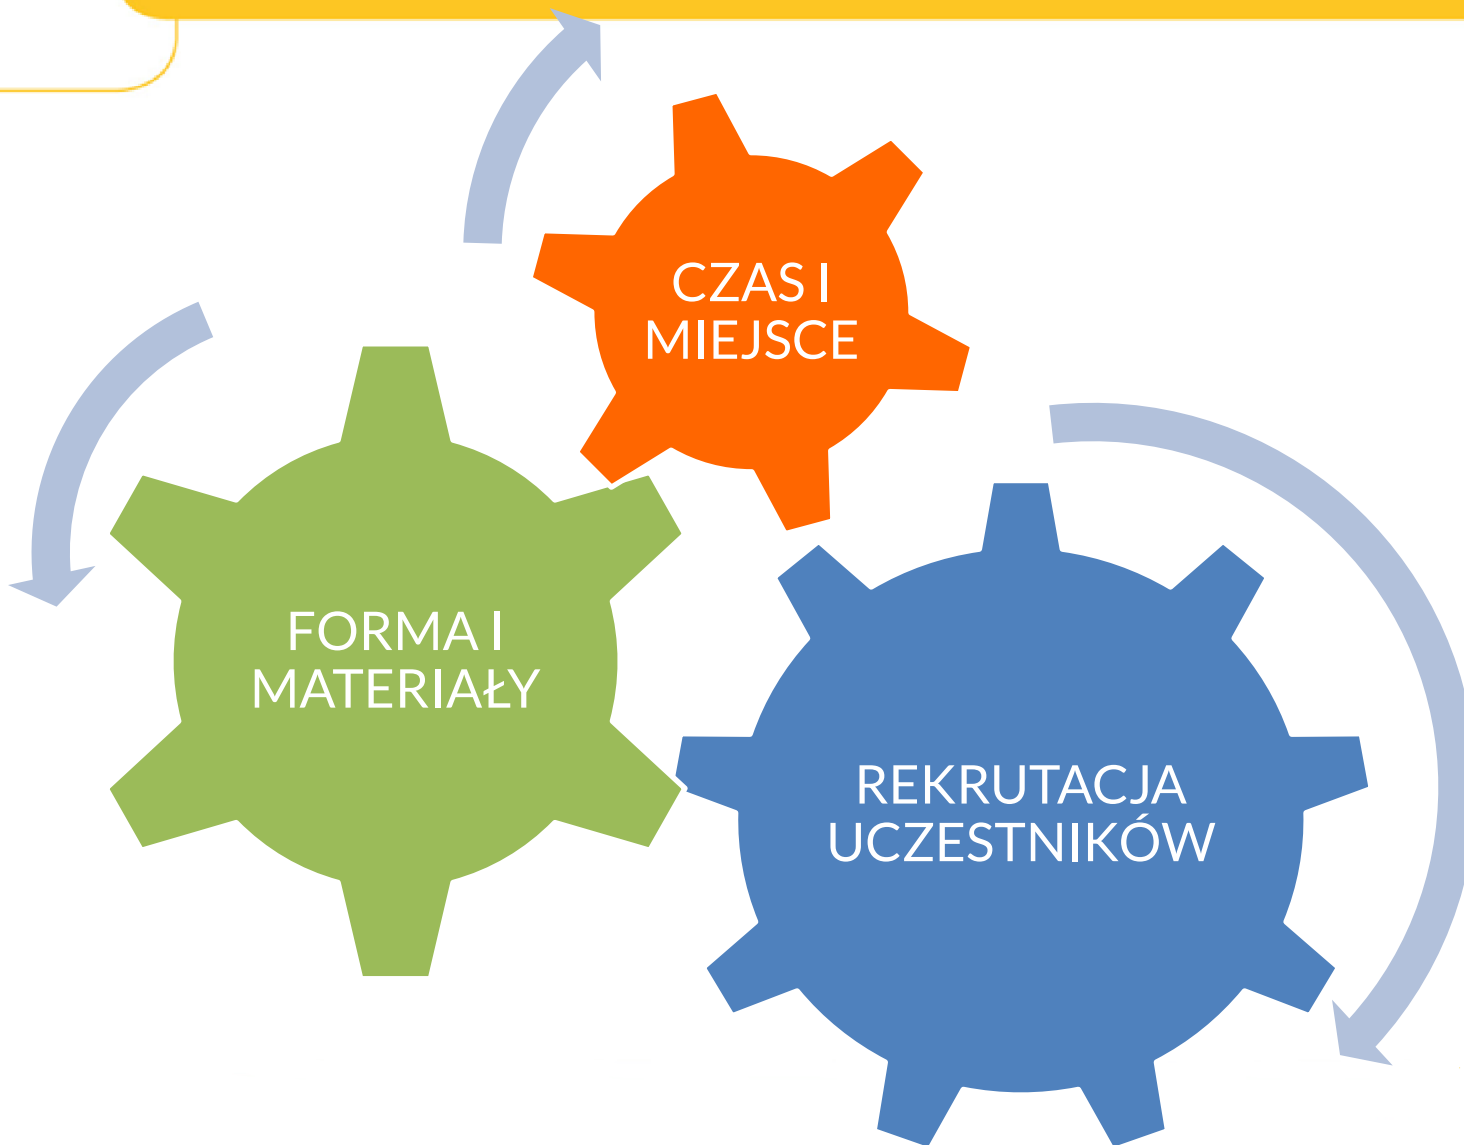 CZAS I
MIEJSCE
FORMA I
MATERIAŁY
REKRUTACJA
UCZESTNIKÓW